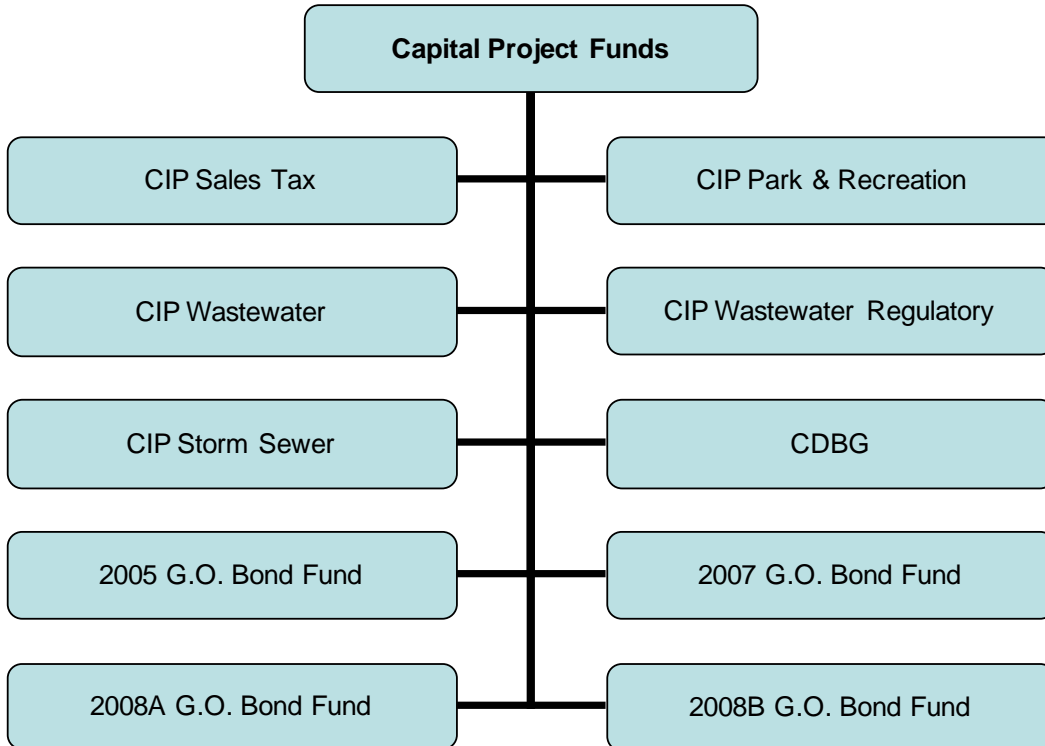 Capital Project Funds
CIP Sales Tax
CIP Park & Recreation
CIP Wastewater
CIP Wastewater Regulatory
CIP Storm Sewer
CDBG
2005 G.O. Bond Fund
2007 G.O. Bond Fund
2008A G.O. Bond Fund
2008B G.O. Bond Fund